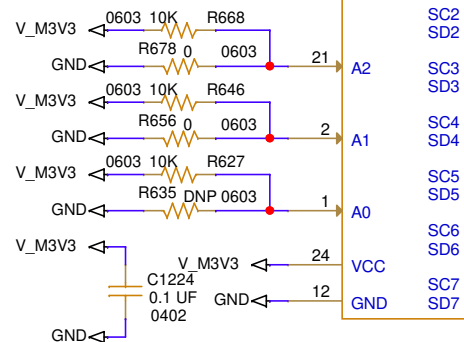 0603 10K R668
V_M3V3
SC2
SD2
R678 0 0603
GND
21
A2
SC3
SD3
0603 10K R646
V_M3V3
R656 0 0603
GND
2
A1
SC4
SD4
0603 10K R627
V_M3V3
R635 DNP 0603
GND
1
A0
SC5
SD5
SC6
SD6
V_M3V3
V_M3V3
24
VCC
C1224
0.1 UF
0402
GND
12
GND
SC7
SD7
GND